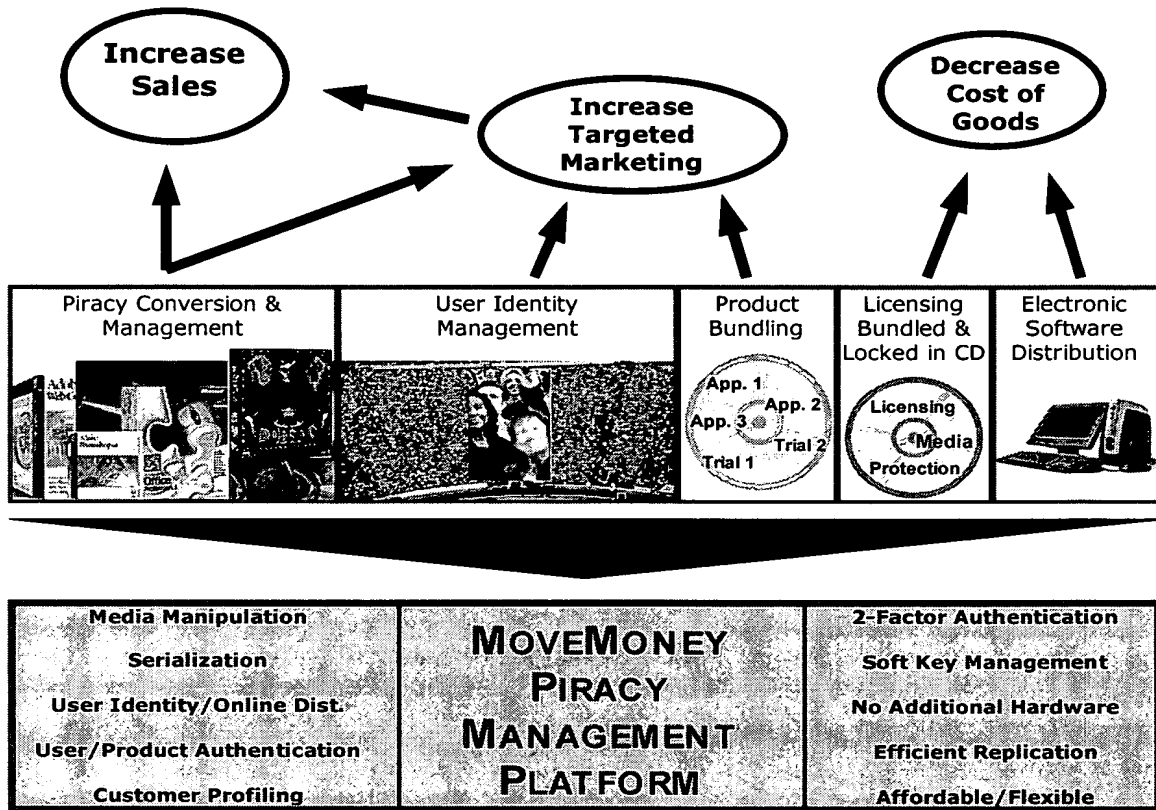 Increase
Sales
Increase
Targeted
Marketing
Decrease
Cost of
Goods
Piracy Conversion &
Management
User Identity
Management
Product
Bundling
Licensing
Bundled &
Locked in CD
Electronic
Software
Distribution
App. 1
App. 2
App. 3
Trial 2
Trial 1
Licensing
Media
Protection
Media Manipulation
Serialization
User Identity/Online Dist.
User/Product Authentication
Customer Profiling
MOVEMONEY
PIRACY
MANAGEMENT
PLATFORM
2-Factor Authentication
Soft Key Management
No Additional Hardware
Efficient Replication
Affordable/Flexible